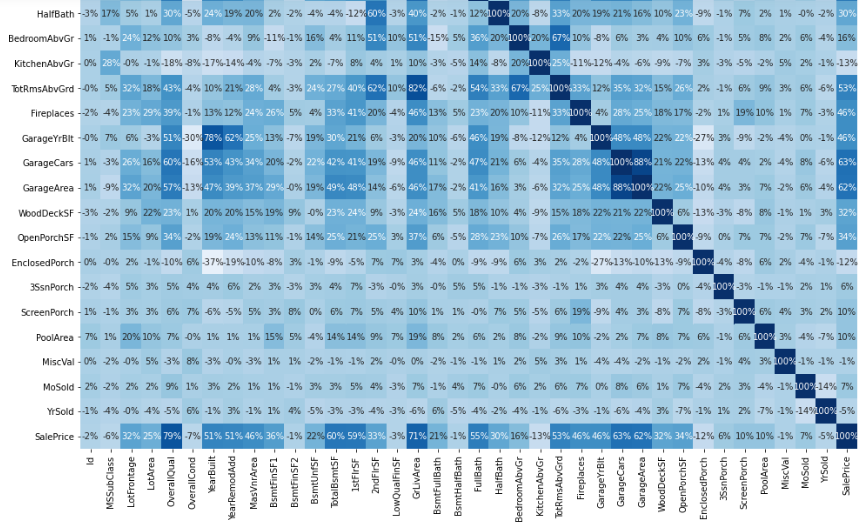 HalfBath -3% 17% 5% 1% 30% -5% 24% 19% 20% 2% -2% -4% -4% -12% 60% -3% 40% -2% -1% 12% 100% 20% -8% 33% 20% 19% 21% 16% 10% 23% -9% -1% 7% 2% 1% -0% -2% 30%
BedroomAbvGr 1% -1% 24% 12% 10% 3% -8% -4% 9% -11% -1% 16% 4% 11% 51% 10% 51% -15% 5% 36% 20% 100% 20% 67% 10% -8% 6% 3% 4% 10% 5% -2% 4% 7% 2% 6% -4% 16%
KitchenAbvGr 0% 28% -0% -1% -18% -8% -17% -14% -4% -7% -3% 2% -7% 8% 4% 1% 10% -3% -5% 14% -8% 20% 100% 25% -11% -12% -4% -6% -9% -7% 3% 3% -5% -2% 5% 2% -1% -13%
TotRmsAbvGrd -0% 5% 32% 18% 43% -4% 10% 21% 28% 4% -3% 24% 27% 40% 62% 10% 82% -6% -2% 54% 33% 67% 25% 100% 33% 12% 35% 32% 15% 26% -2% -1% 6% 9% 3% 6% -2% 53%
Fireplaces -2% -4% 23% 29% 39% -1% 13% 12% 24% 26% 5% 4% 33% 41% 20% -4% 46% 13% 5% 23% 20% 10% -11% 33% 100% 4% 28% 25% 18% 17% -2% 1% 19% 10% 1% 7% -3% 46%
GarageYrBlt -0% 7% 6% -3% 51% -30% 78% 62% 25% 13% -7% 19% 30% 21% 6% -3% 20% 10% -6% 46% 19% -8% -12% 12% 4% 100% 48% 48% 22% 22% -27% 3% -9% -2% -4% 0% -1% 46%
GarageCars 1% -3% 26% 16% 60% -16% 53% 43% 34% 20% -2% 22% 42% 41% 19% -9% 46% 11% -2% 47% 21% 6% -4% 35% 28% 48% 100% 88% 21% 22% -13% 4% 4% 2% -4% 8% -6% 63%
GarageArea 1% -9% 32% 20% 57% -13% 47% 39% 37% 29% -0% 19% 49% 48% 14% -6% 46% 17% -2% 41% 16% 3% -6% 32% 25% 48% 88% 100% 22% 25% -10% 4% 3% 7% -2% 6% -4% 62%
WoodDeckSF -3% -2% 9% 22% 23% 1% 20% 20% 15% 19% 9% -0% 23% 24% 9% -3% 24% 16% 5% 18% 10% 4% -9% 15% 18% 22% 21% 22% 100% 6% -13% -3% -8% 8% -1% 1% 3% 32%
OpenPorchSF -1% 2% 15% 9% 34% -2% 19% 24% 13% 11% -1% 14% 25% 21% 25% 3% 37% 6% -5% 28% 23% 10% -7% 26% 17% 22% 22% 25% 6% 100% -9% 0% 7% 7% -2% 7% -7% 34%
EnclosedPorch 0% -0% 2% -1% -10% 6% -37% -19% -10% -8% 3% -1% -9% -5% 7% 7% 3% -4% 0% -9% -9% 6% 3% 2% -2% -27% -13% -10% -13% -9% 100% -4% -8% 6% 2% -4% -1% -12%
3SsnPorch -2% -4% 5% 3% 5% 4% 4% 6% 2% 3% -3% 3% 4% 7% -3% -0% 3% 0% 5% 4% -1% -2% -1% -1% 1% 3% 4% 4% -3% 0% -4% 100% -3% -1% -1% 2% 1% 6%
ScreenPorch 1% -1% 3% 3% 6% 7% -6% -5% 5% 3% 8% 0% 6% 7% 5% 4% 10% 1% 1% -0% 7% 5% -5% 6% 19% -9% 4% 3% -8% 7% -8% -3% 100% 6% 4% 3% 2% 10%
PoolArea 7% 1% 20% 10% 7% -0% 1% 2% 1% 15% 5% -4% 14% 14% 9% 7% 19% 8% 2% 6% 2% 8% -2% 9% 10% -2% 2% 7% 8% 7% 6% -1% 6% 100% 3% -4% -7% 10%
MiscVal 0% -2% -0% 5% -3% 8% -3% -0% -3% 1% 1% -2% -1% -2% 2% -0% 0% -2% -1% -1% 1% 2% 5% 3% 1% -4% -4% -2% -1% -2% 2% -1% 4% 3% 100% -1% -1% -1%
MoSold 2% -2% 2% 2% 9% 1% 3% 2% 1% 1% -1% 3% 3% 5% 4% -3% 7% -1% 4% 7% -0% 6% 2% 6% 7% 0% 8% 6% 1% 7% -4% 2% 3% -4% -1% 100% -14% 7%
YrSold 1% -4% -0% -4% -5% 6% -1% 3% -1% 1% 4% -5% -3% -3% -4% -3% -6% 6% -5% -4% -2% -4% -1% -6% -3% -1% -6% -4% 3% -7% -1% 1% 2% -7% -1% -14% 100% -5%
SalePrice -2% -6% 32% 25% 79% -7% 51% 51% 46% 36% -1% 22% 60% 59% 33% -3% 71% 21% -1% 55% 30% 16% -13% 53% 46% 46% 63% 62% 32% 34% -12% 6% 10% 10% -1% 7% -5% 100%
Id MSSubClass LotFrontage LotArea OverallQual OverallCond YearBuilt YearRemodAdd MasVnrArea BsmtFinSF1 BsmtFinSF2 BsmtUnfSF TotalBsmtSF 1stFlrSF 2ndFlrSF LowQualFinSF GrLivArea BsmtFullBath BsmtHalfBath FullBath HalfBath BedroomAbvGr KitchenAbvGr TotRmsAbvGrd Fireplaces GarageYrBlt GarageCars GarageArea WoodDeckSF OpenPorchSF EnclosedPorch 3SsnPorch ScreenPorch PoolArea MiscVal MoSold YrSold SalePrice